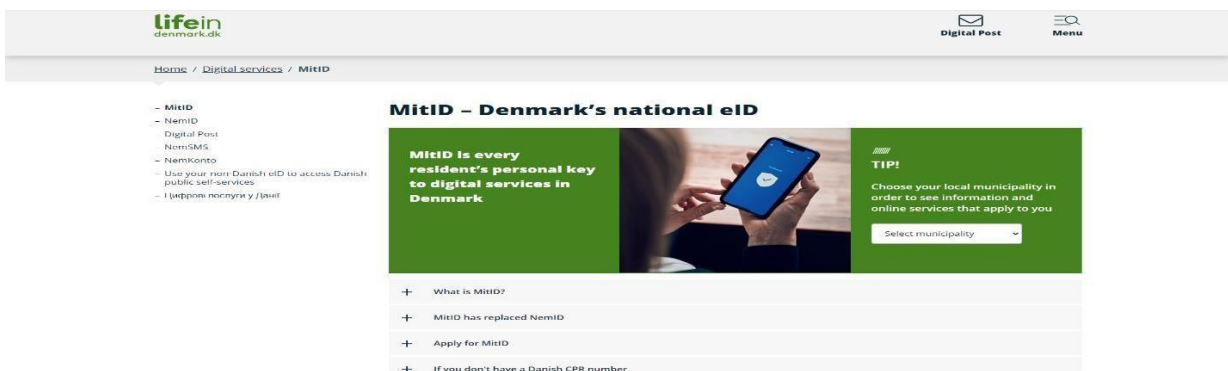 lifein
denmark.dk
Digital Post
Menu
Home / Digital services / MitID
– MitID
– NemID
Digital Post
NemSMS
– NemKonto
– Use your non-Danish eID to access Danish
public self-services
– Цифрові послуги у Данії
MitID – Denmark's national eID
MitID is every
resident's personal key
to digital services in
Denmark
TIP!
Choose your local municipality in
order to see information and
online services that apply to you
Select municipality
+ What is MitID?
+ MitID has replaced NemID
+ Apply for MitID
+ If you don't have a Danish CPR number